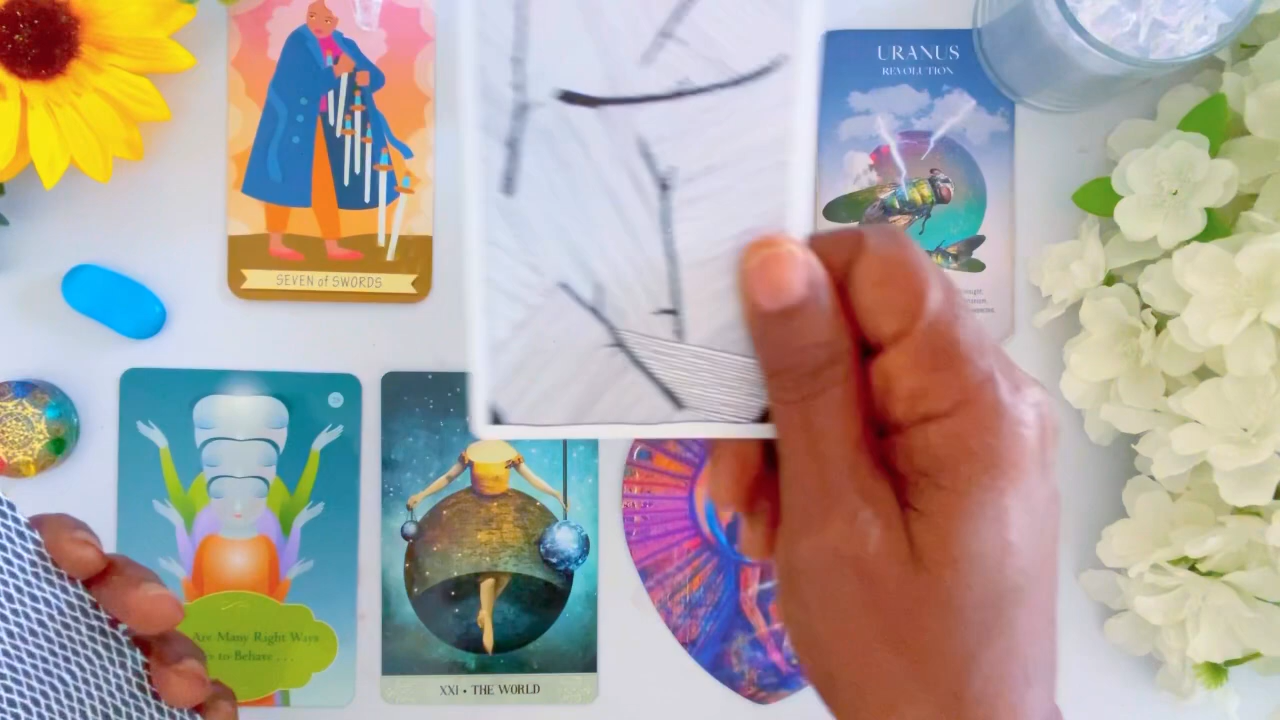 SEVEN of SWORDS
URANUS
REVOLUTION
Are Many Right Ways
to Behave . . .
XXI • THE WORLD